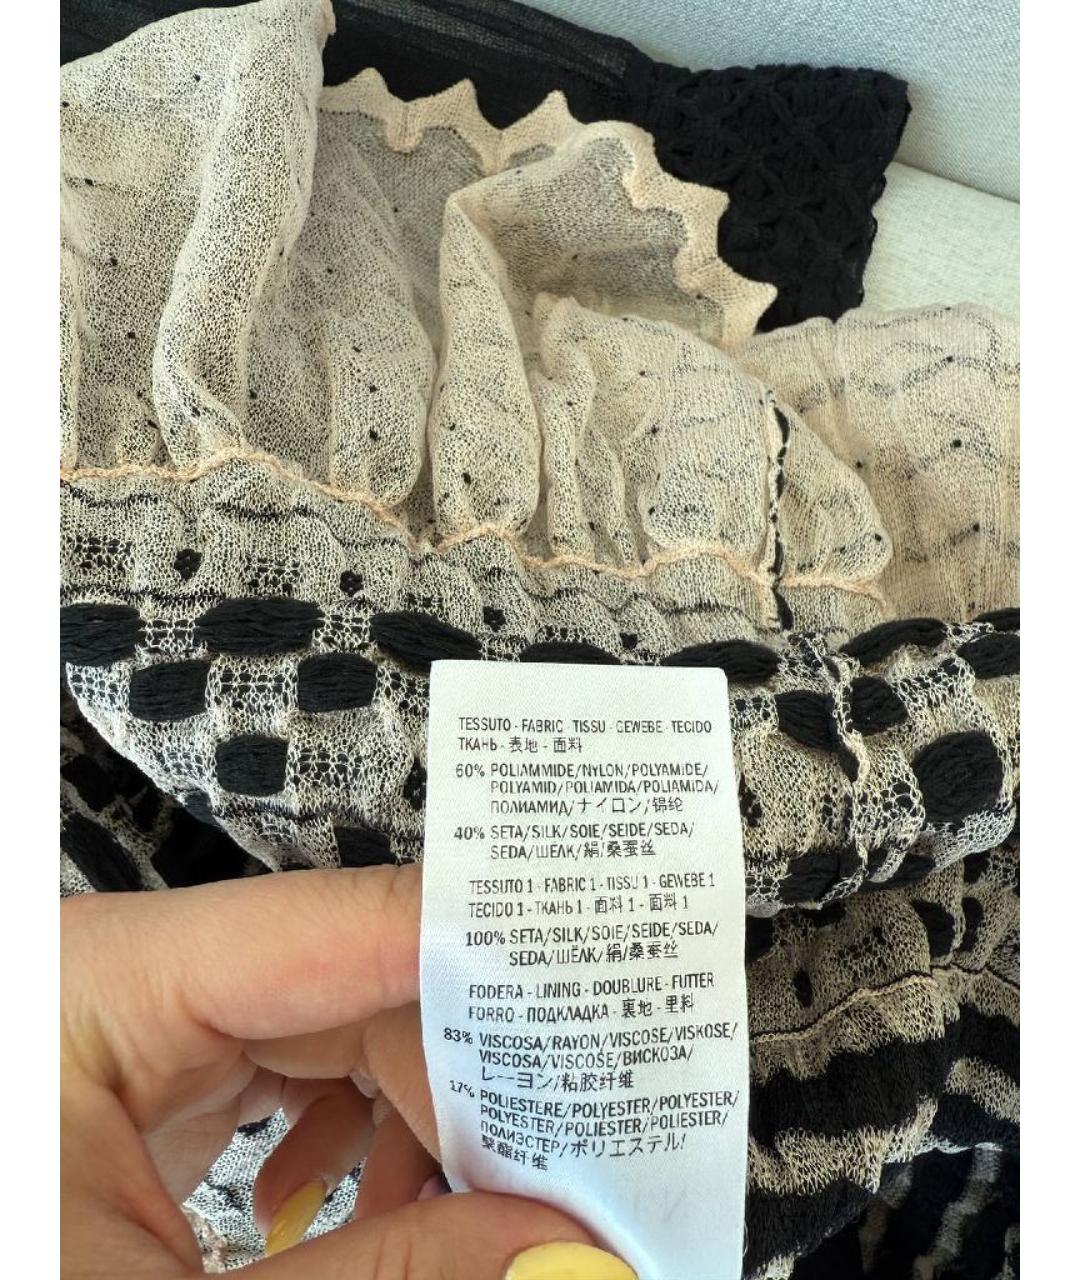 TESSUTO - FABRIC - TISSU - GEWEBE - TECIDO
ТКАНЬ - 表地 - 面料
60% POLIAMMIDE/NYLON/POLYAMIDE/
POLYAMID/POLIAMIDA/POLIAMIDA/
ПОЛИАМИД/ナイロン/锦纶
40% SETA/SILK/SOIE/SEIDE/SEDA/
SEDA/ШЕЛК/絹/桑蚕丝
TESSUTO 1 - FABRIC 1 - TISSU 1 - GEWEBE 1
TECIDO 1 - ТКАНЬ 1 - 面料 1 - 面料 1
100% SETA/SILK/SOIE/SEIDE/SEDA/
SEDA/ШЁЛК/絹/桑蚕丝
FODERA - LINING - DOUBLURE - FUTTER
FORRO - ПОДКЛАДКА - 裏地 - 里料
83% VISCOSA/RAYON/VISCOSE/VISKOSE/
VISCOSA/VISCOSE/ВИСКОЗА/
レーヨン/粘胶纤维
17% POLIESTERE/POLYESTER/POLYESTER/
POLYESTER/POLIESTER/POLIESTER/
ПОЛИЭСТЕР/ポリエステル/
聚酯纤维